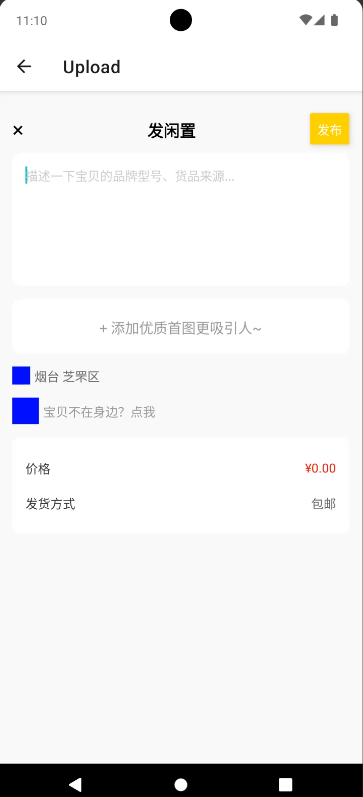 11:10
Upload
× 发闲置 发布
描述一下宝贝的品牌型号、货品来源...
+ 添加优质首图更吸引人~
烟台 芝罘区
宝贝不在身边？点我
价格 ¥0.00
发货方式 包邮